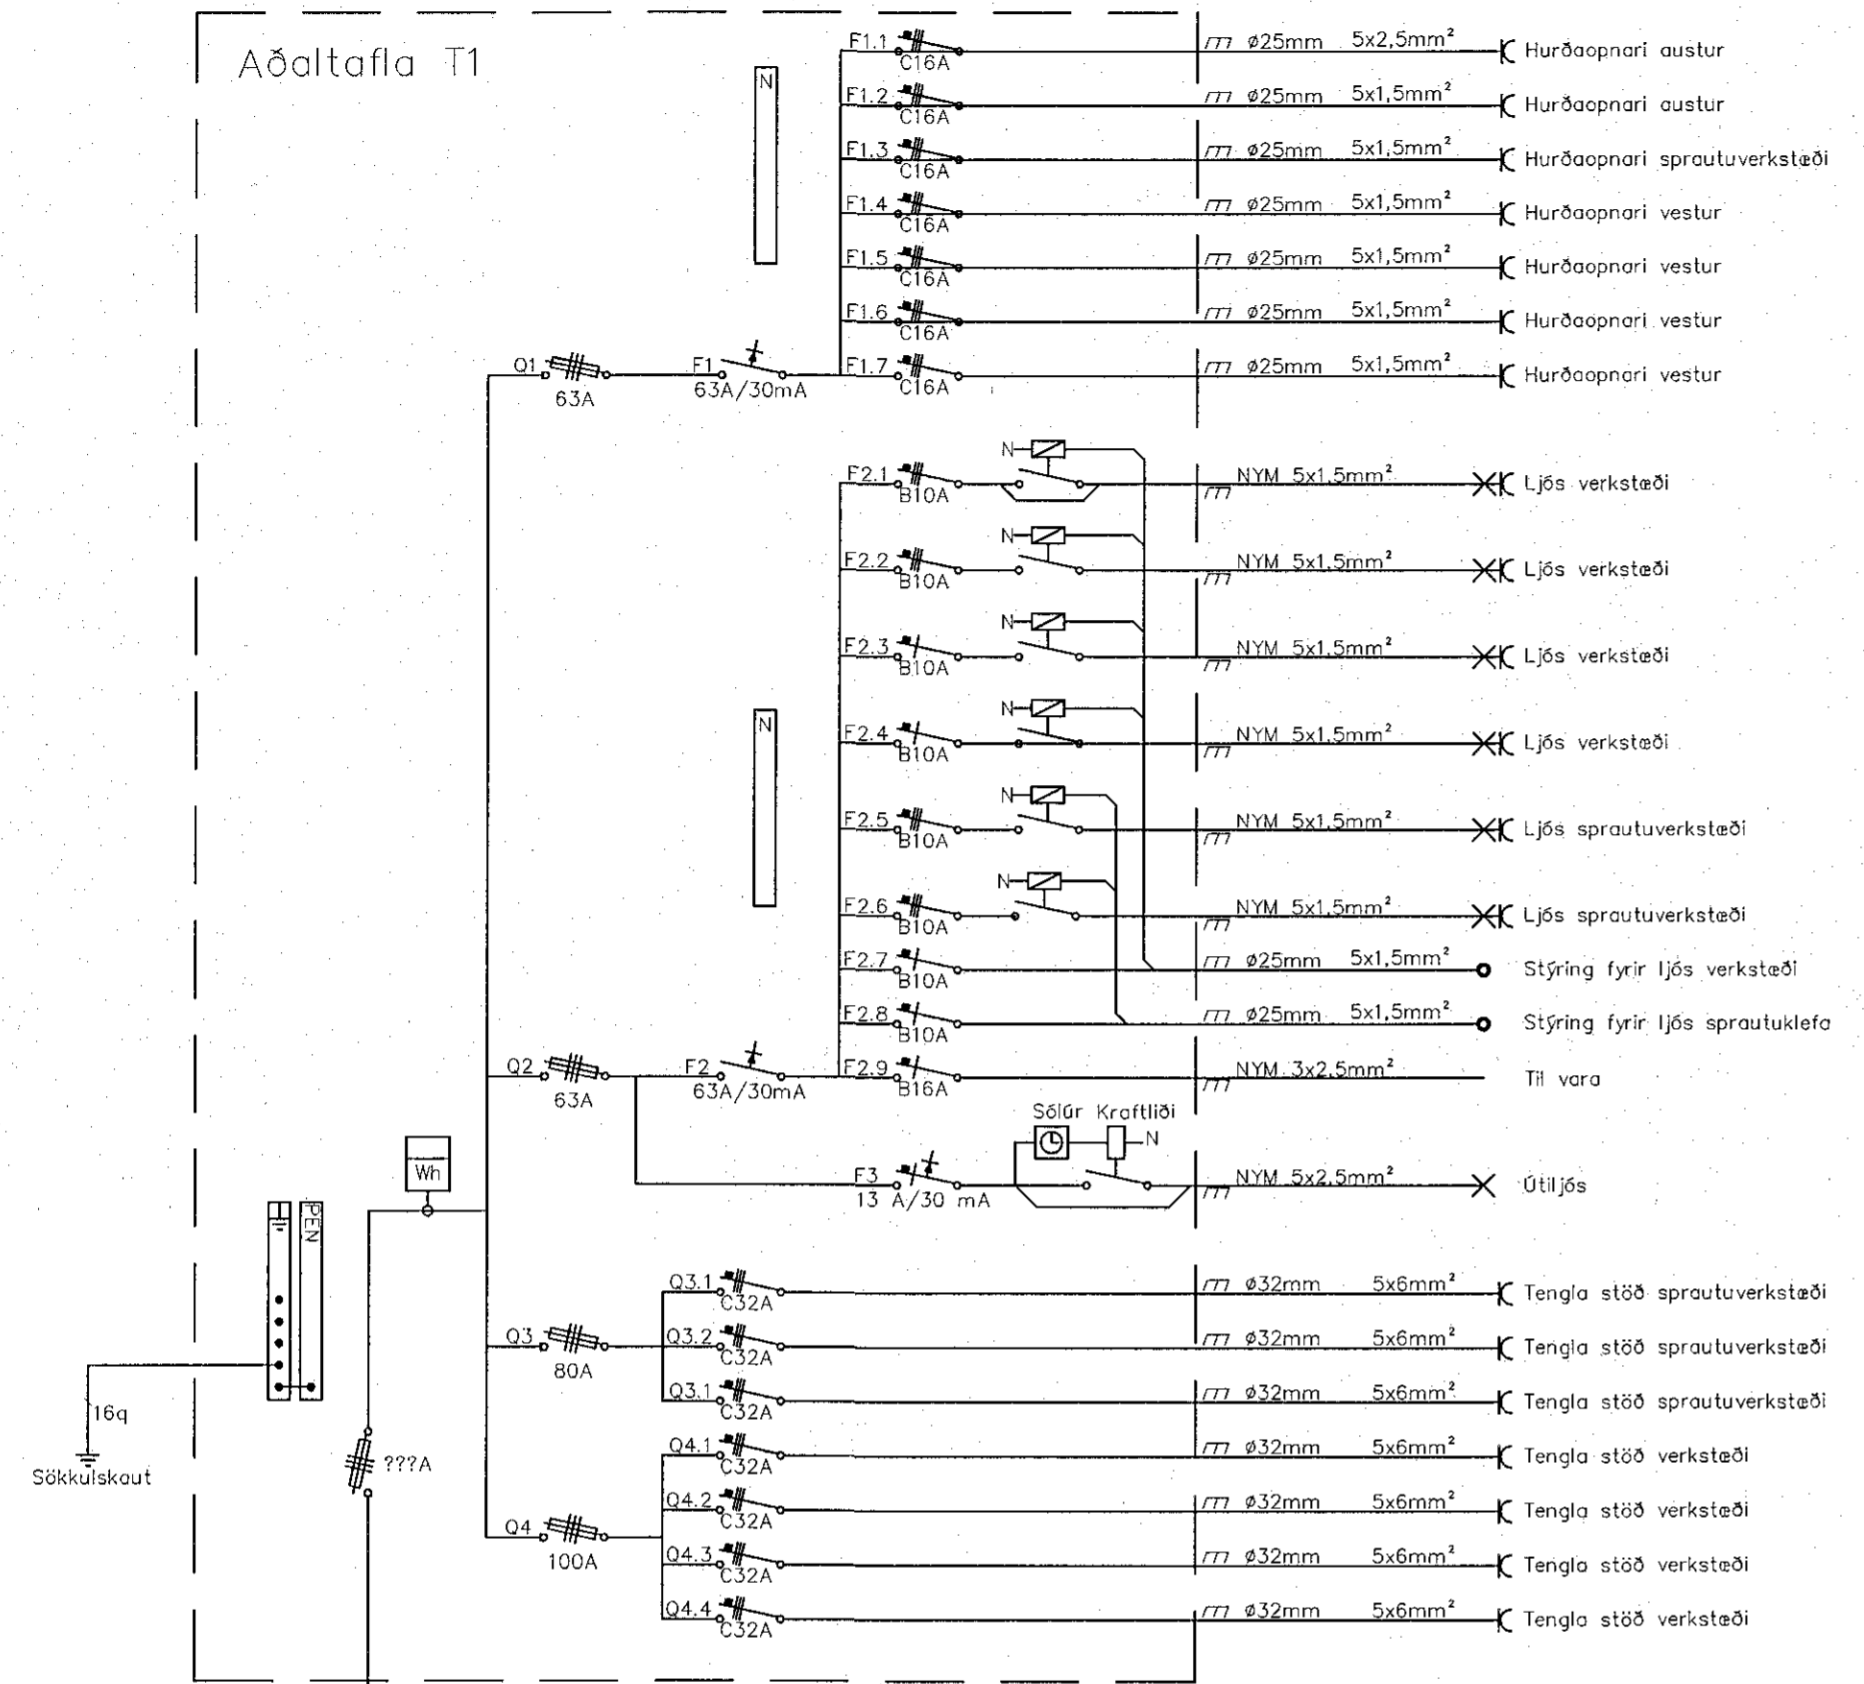 Aðaltafla T1
N
F1.1 C16A ø25mm 5x2,5mm² Hurðaopnari austur
F1.2 C16A ø25mm 5x1,5mm² Hurðaopnari austur
F1.3 C16A ø25mm 5x1,5mm² Hurðaopnari sprautuverkstæði
F1.4 C16A ø25mm 5x1,5mm² Hurðaopnari vestur
F1.5 C16A ø25mm 5x1,5mm² Hurðaopnari vestur
F1.6 C16A ø25mm 5x1,5mm² Hurðaopnari vestur
Q1 63A F1 63A/30mA F1.7 C16A ø25mm 5x1,5mm² Hurðaopnari vestur
N
F2.1 B10A NYM 5x1,5mm² Ljós verkstæði
N
F2.2 B10A NYM 5x1,5mm² Ljós verkstæði
N
F2.3 B10A NYM 5x1,5mm² Ljós verkstæði
N
N
F2.4 B10A NYM 5x1,5mm² Ljós verkstæði
N
F2.5 B10A NYM 5x1,5mm² Ljós sprautuverkstæði
N
F2.6 B10A NYM 5x1,5mm² Ljós sprautuverkstæði
F2.7 B10A ø25mm 5x1,5mm² Stýring fyrir ljós verkstæði
F2.8 B10A ø25mm 5x1,5mm² Stýring fyrir ljós sprautuklefa
Q2 63A F2 63A/30mA F2.9 B16A NYM 3x2,5mm² Til vara
Sólúr Kraftliði
N
Wh
F3 13 A/30 mA NYM 5x2,5mm² Útiljós
PEN
Q3.1 C32A ø32mm 5x6mm² Tengla stöð sprautuverkstæði
Q3 80A Q3.2 C32A ø32mm 5x6mm² Tengla stöð sprautuverkstæði
Q3.1 C32A ø32mm 5x6mm² Tengla stöð sprautuverkstæði
16q
Sökkulskaut
???A
Q4.1 C32A ø32mm 5x6mm² Tengla stöð verkstæði
Q4.2 C32A ø32mm 5x6mm² Tengla stöð verkstæði
Q4 100A
Q4.3 C32A ø32mm 5x6mm² Tengla stöð verkstæði
Q4.4 C32A ø32mm 5x6mm² Tengla stöð verkstæði